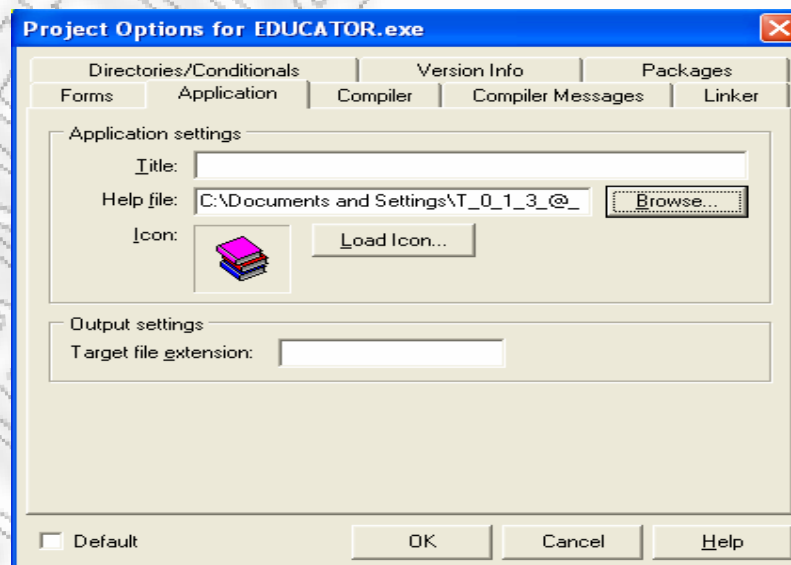 Project Options for EDUCATOR.exe
Directories/Conditionals Version Info Packages
Forms Application Compiler Compiler Messages Linker
Application settings
Title:
Help file: C:\Documents and Settings\T_0_1_3_@_ Browse...
Icon: Load Icon...
Output settings
Target file extension:
Default OK Cancel Help